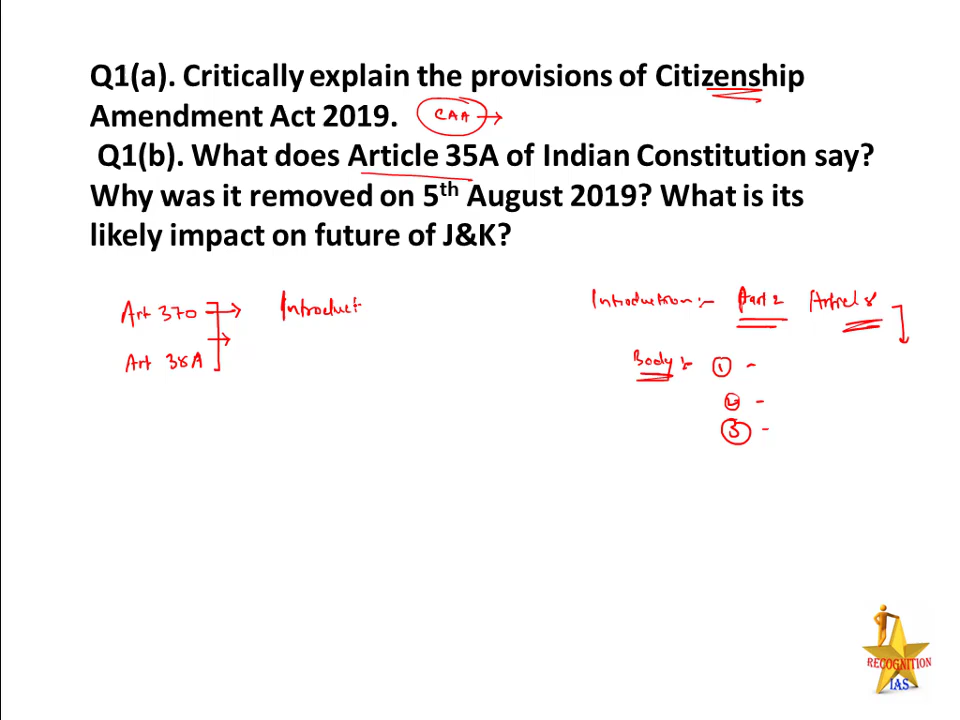 Q1(a). Critically explain the provisions of Citizenship
Amendment Act 2019. CAA
Q1(b). What does Article 35A of Indian Constitution say?
Why was it removed on 5th August 2019? What is its
likely impact on future of J&K?
Art 370
Art 35A
Introduct
Introduction :- Part 2
Body :- 1 -
2 -
3 -
RECOGNITION
IAS